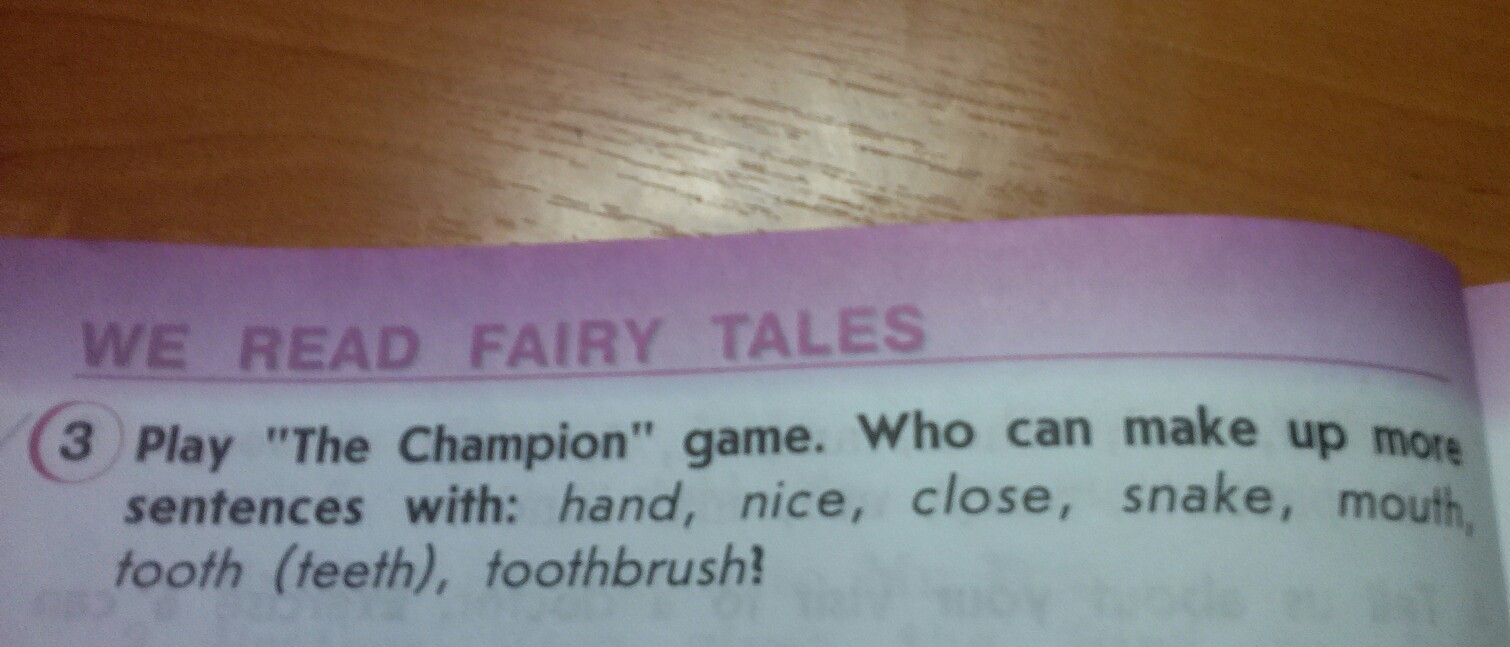 WE READ FAIRY TALES
3 Play "The Champion" game. Who can make up more
sentences with: hand, nice, close, snake, mouth,
tooth (teeth), toothbrush?